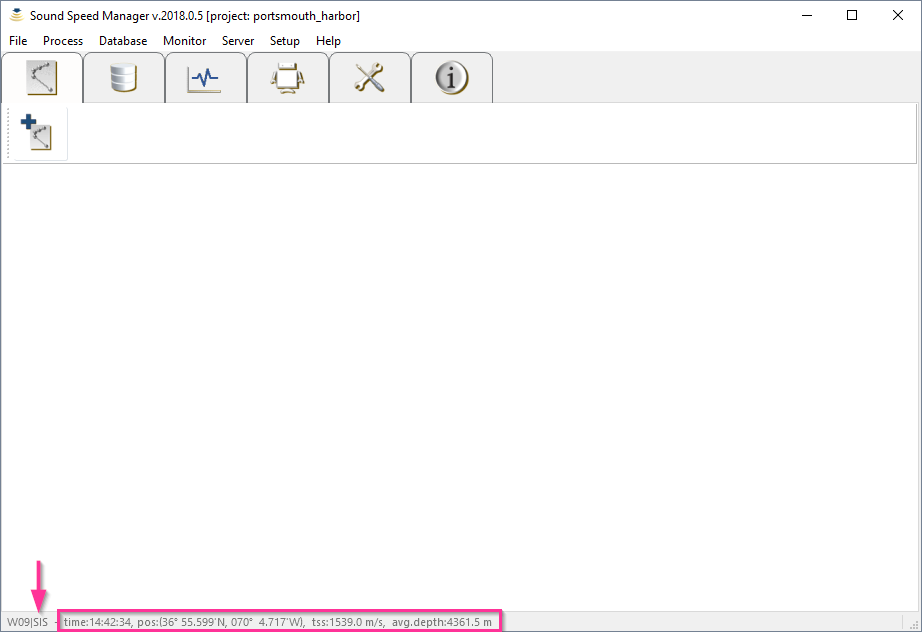 Sound Speed Manager v.2018.0.5 [project: portsmouth_harbor]
File Process Database Monitor Server Setup Help
W09|SIS - time:14:42:34, pos:(36° 55.599'N, 070° 4.717'W), tss:1539.0 m/s, avg.depth:4361.5 m